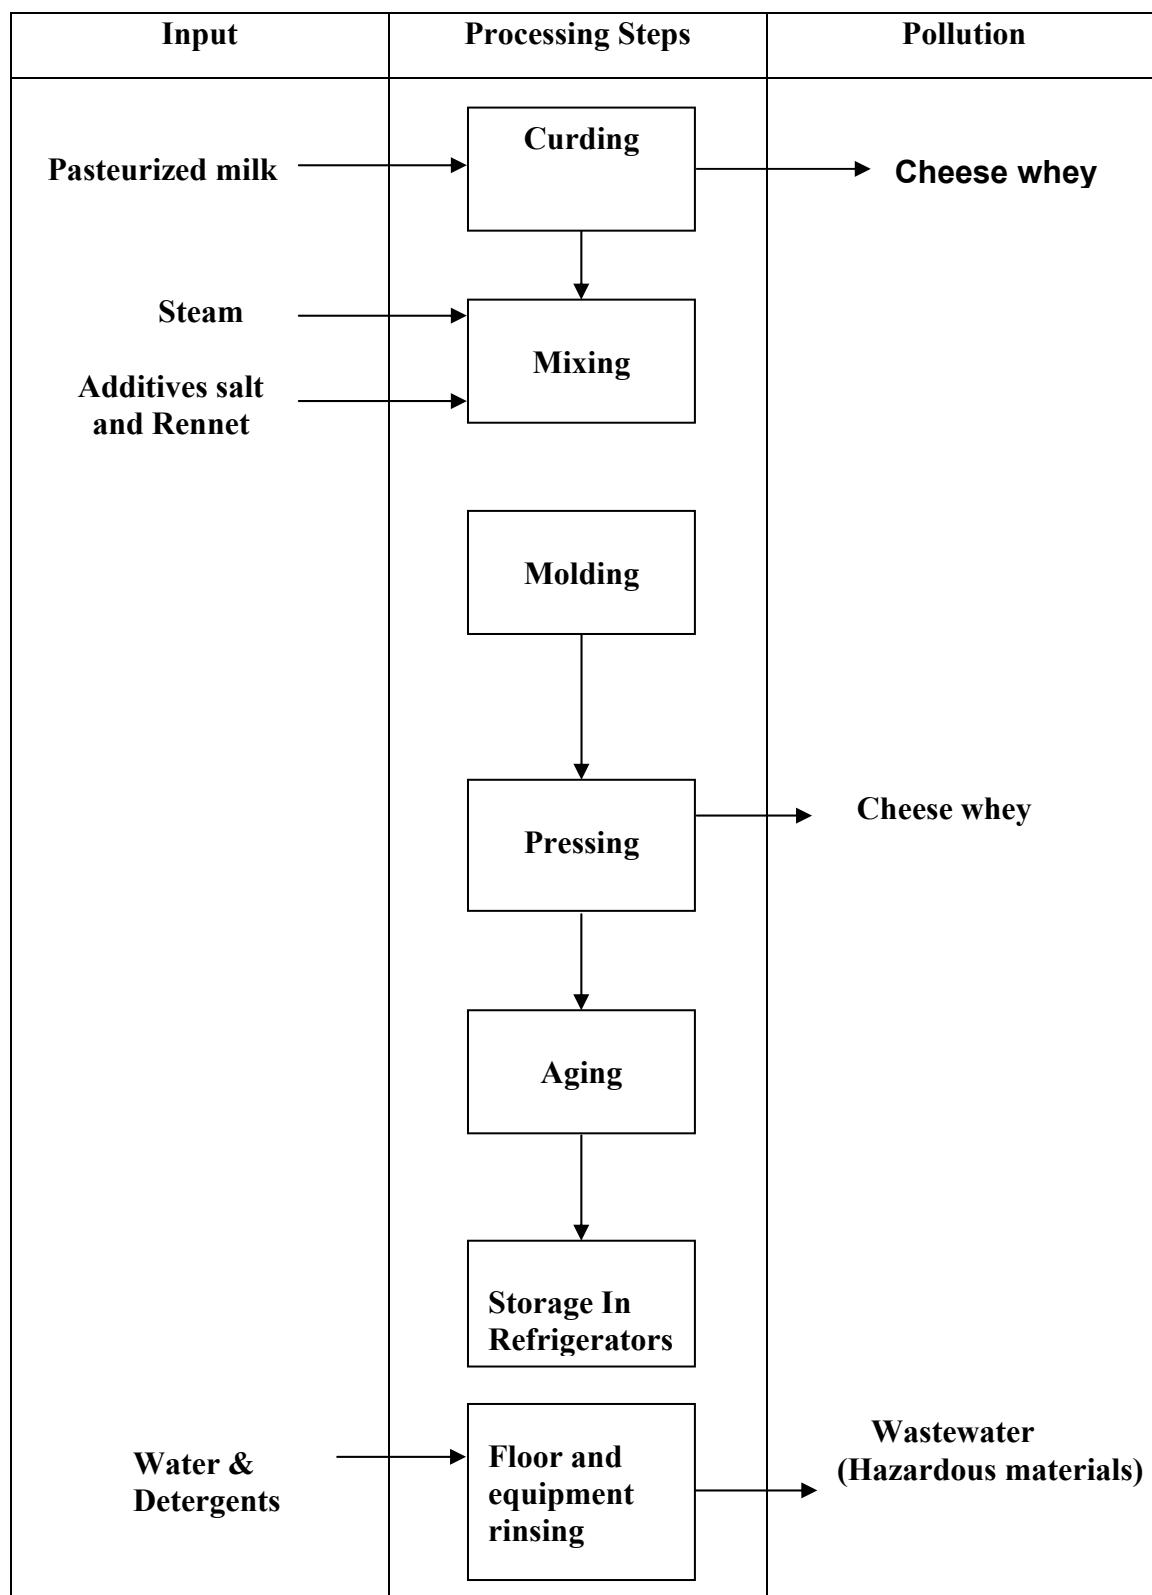 Input
Processing Steps
Pollution
Curding
Pasteurized milk
Cheese whey
Steam
Mixing
Additives salt
and Rennet
Molding
Cheese whey
Pressing
Aging
Storage In
Refrigerators
Wastewater
(Hazardous materials)
Water &
Detergents
Floor and
equipment
rinsing